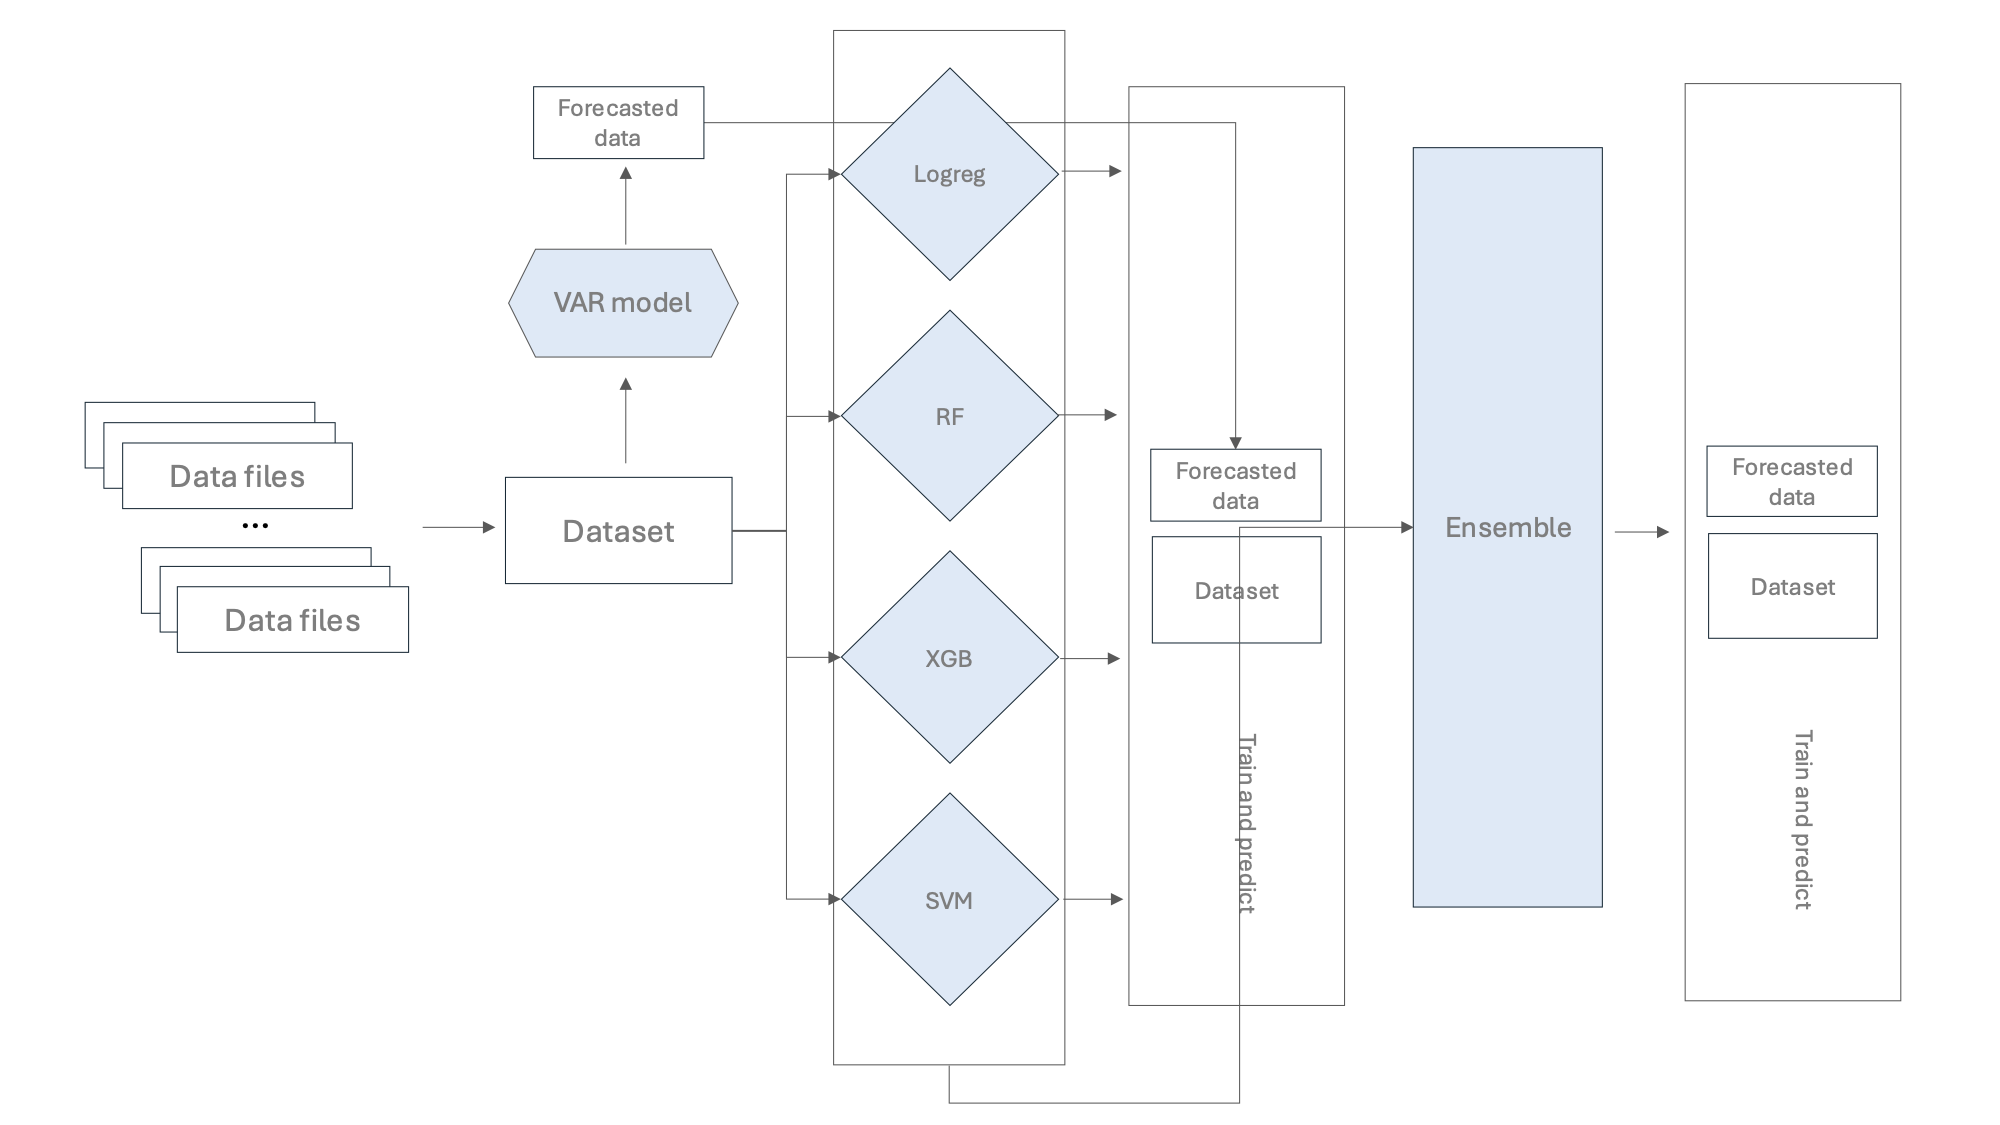 Data files
...
Data files
Dataset
VAR model
Forecasted
data
Logreg
RF
XGB
SVM
Forecasted
data
Dataset
Train and predict
Ensemble
Forecasted
data
Dataset
Train and predict